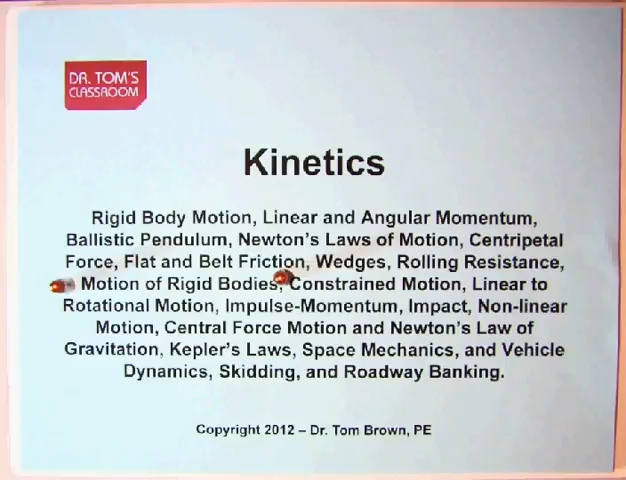 DR. TOM'S
CLASSROOM
Kinetics
Rigid Body Motion, Linear and Angular Momentum,
Ballistic Pendulum, Newton's Laws of Motion, Centripetal
Force, Flat and Belt Friction, Wedges, Rolling Resistance,
Motion of Rigid Bodies, Constrained Motion, Linear to
Rotational Motion, Impulse-Momentum, Impact, Non-linear
Motion, Central Force Motion and Newton's Law of
Gravitation, Kepler's Laws, Space Mechanics, and Vehicle
Dynamics, Skidding, and Roadway Banking.
Copyright 2012 – Dr. Tom Brown, PE